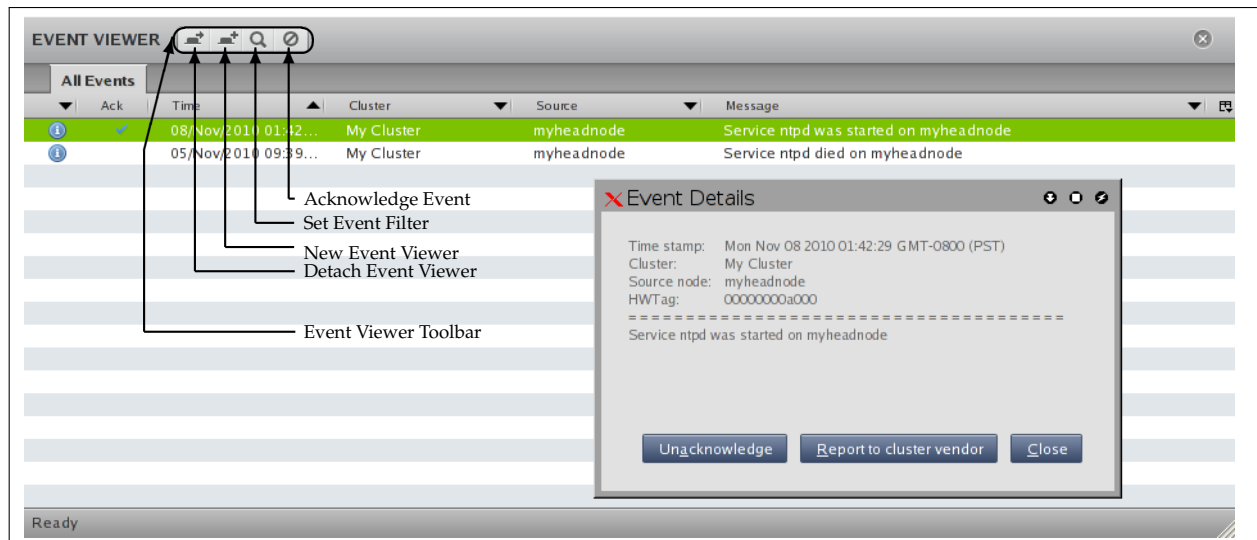 EVENT VIEWER
All Events
Ack Time Cluster Source Message
08/Nov/2010 01:42... My Cluster myheadnode Service ntpd was started on myheadnode
05/Nov/2010 09:39... My Cluster myheadnode Service ntpd died on myheadnode
Acknowledge Event
Set Event Filter
New Event Viewer
Detach Event Viewer
Event Viewer Toolbar
Event Details
Time stamp: Mon Nov 08 2010 01:42:29 GMT-0800 (PST)
Cluster: My Cluster
Source node: myheadnode
HWTag: 00000000a000
= = = = = = = = = = = = = = = = = = = = = = = = = = = = = = = = = = = = = =
Service ntpd was started on myheadnode
Unacknowledge Report to cluster vendor Close
Ready